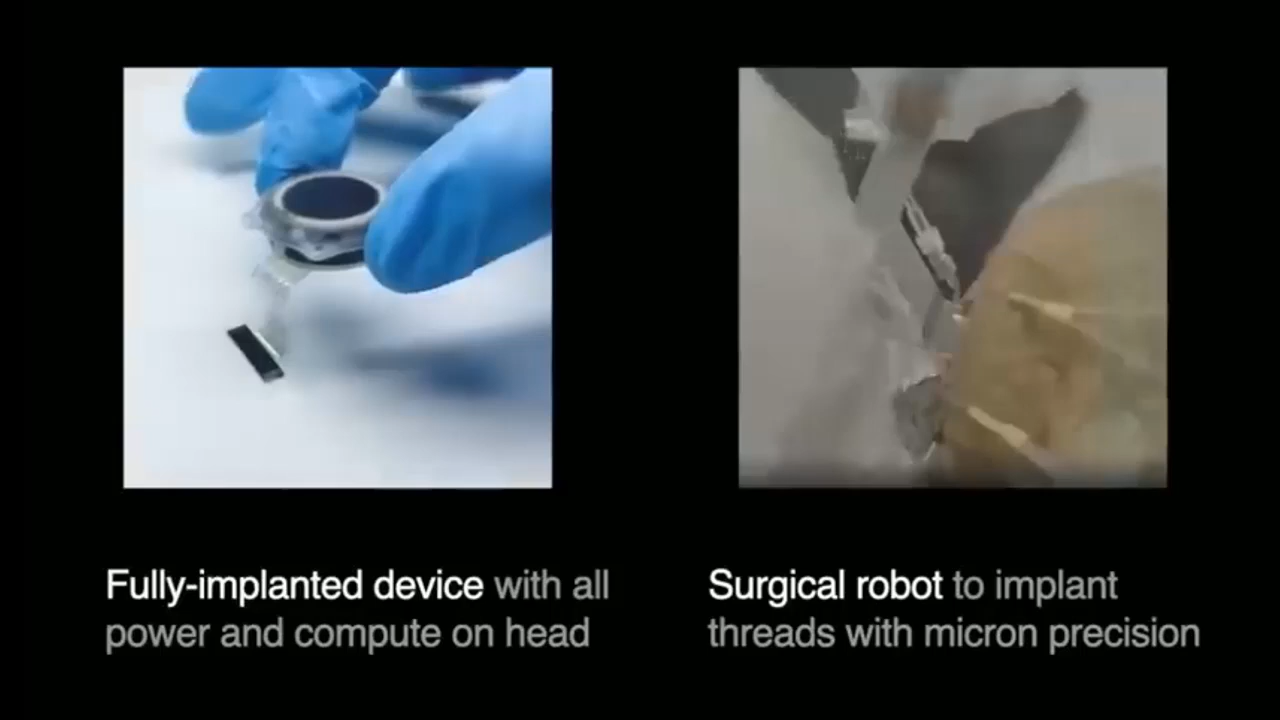 Fully-implanted device with all
power and compute on head
Surgical robot to implant
threads with micron precision